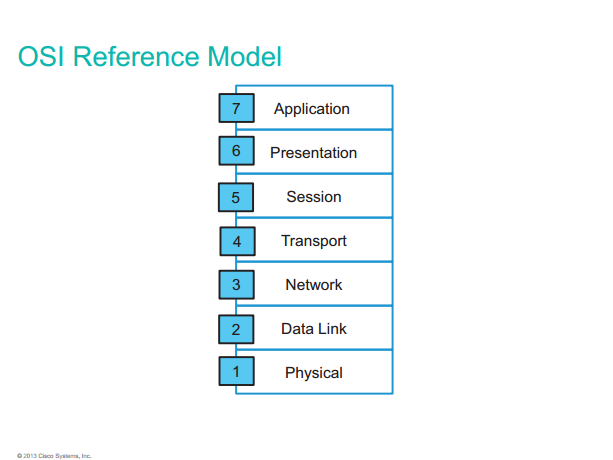 OSI Reference Model
7 Application
6 Presentation
5 Session
4 Transport
3 Network
2 Data Link
1 Physical
© 2013 Cisco Systems, Inc.